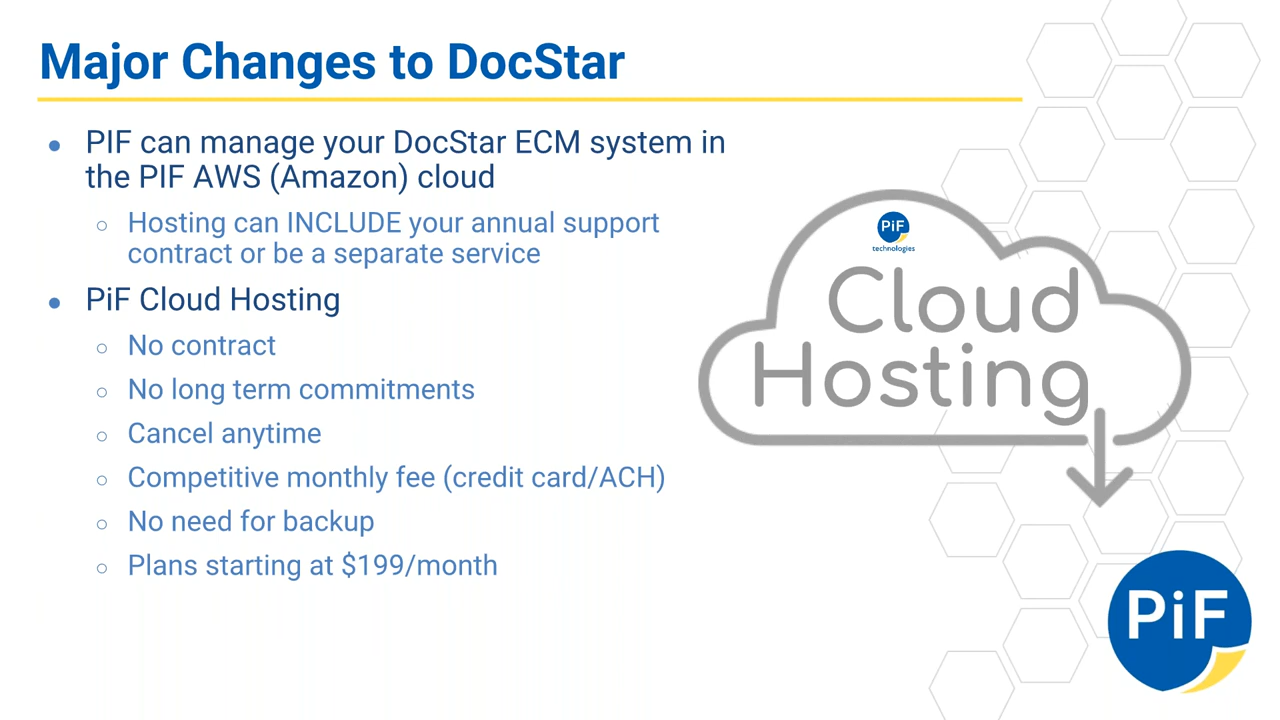 Major Changes to DocStar
● PIF can manage your DocStar ECM system in
the PIF AWS (Amazon) cloud
○ Hosting can INCLUDE your annual support
contract or be a separate service
● PiF Cloud Hosting
○ No contract
○ No long term commitments
○ Cancel anytime
○ Competitive monthly fee (credit card/ACH)
○ No need for backup
○ Plans starting at $199/month
PiF
technologies
Cloud
Hosting
PiF